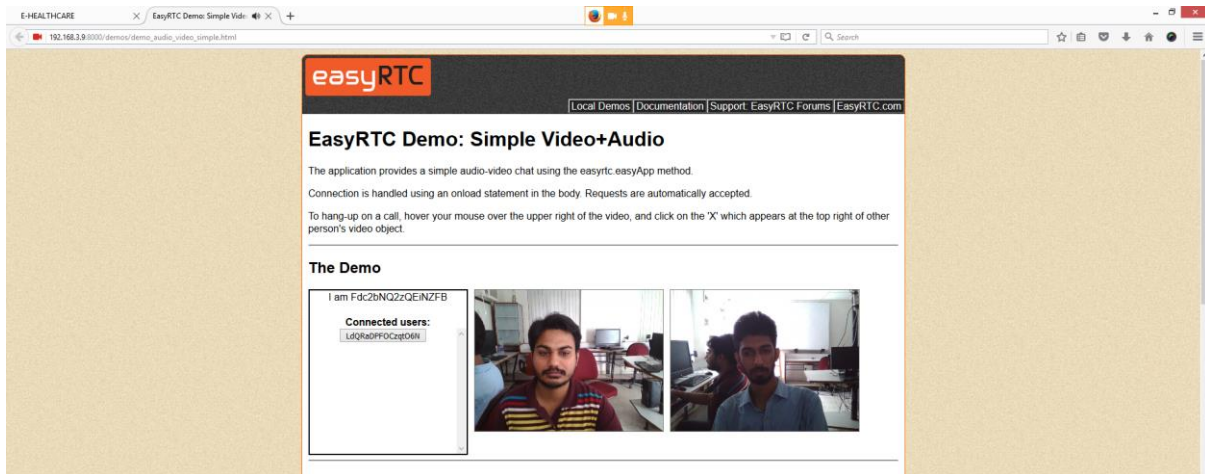 E-HEALTHCARE
EasyRTC Demo: Simple Vide
192.168.3.9:8000/demos/demo_audio_video_simple.html
Search
easyRTC
Local Demos Documentation Support: EasyRTC Forums EasyRTC.com
EasyRTC Demo: Simple Video+Audio
The application provides a simple audio-video chat using the easyrtc.easyApp method.
Connection is handled using an onload statement in the body. Requests are automatically accepted.
To hang-up on a call, hover your mouse over the upper right of the video, and click on the 'X' which appears at the top right of other
person's video object.
The Demo
I am Fdc2bNQ2zQEiNZFB
Connected users:
LdQRa0PFOCzqtO6N